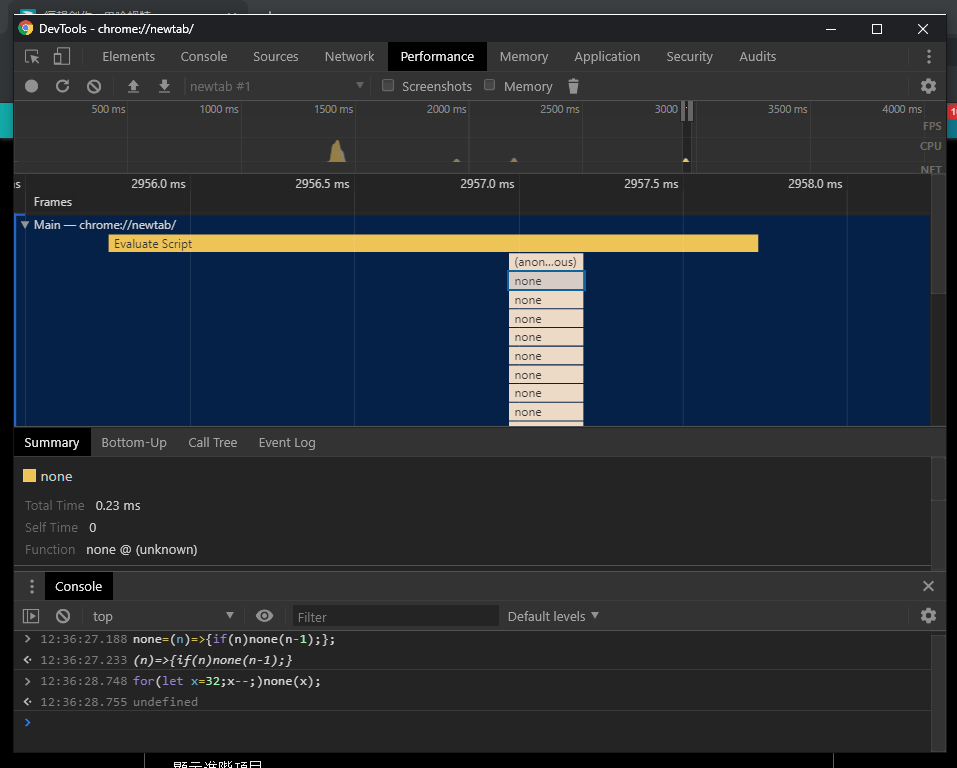 DevTools - chrome://newtab/
Elements Console Sources Network Performance Memory Application Security Audits
newtab #1 Screenshots Memory
500 ms 1000 ms 1500 ms 2000 ms 2500 ms 3000 3500 ms 4000 ms
FPS
CPU
NET
s 2956.0 ms 2956.5 ms 2957.0 ms 2957.5 ms 2958.0 ms
Frames
Main — chrome://newtab/
Evaluate Script
(anon...ous)
none
none
none
none
none
none
none
none
Summary Bottom-Up Call Tree Event Log
none
Total Time 0.23 ms
Self Time 0
Function none @ (unknown)
Console
top Filter Default levels
12:36:27.188 none=(n)=>{if(n)none(n-1);};
12:36:27.233 (n)=>{if(n)none(n-1);}
12:36:28.748 for(let x=32;x--;)none(x);
12:36:28.755 undefined
顯示進階項目